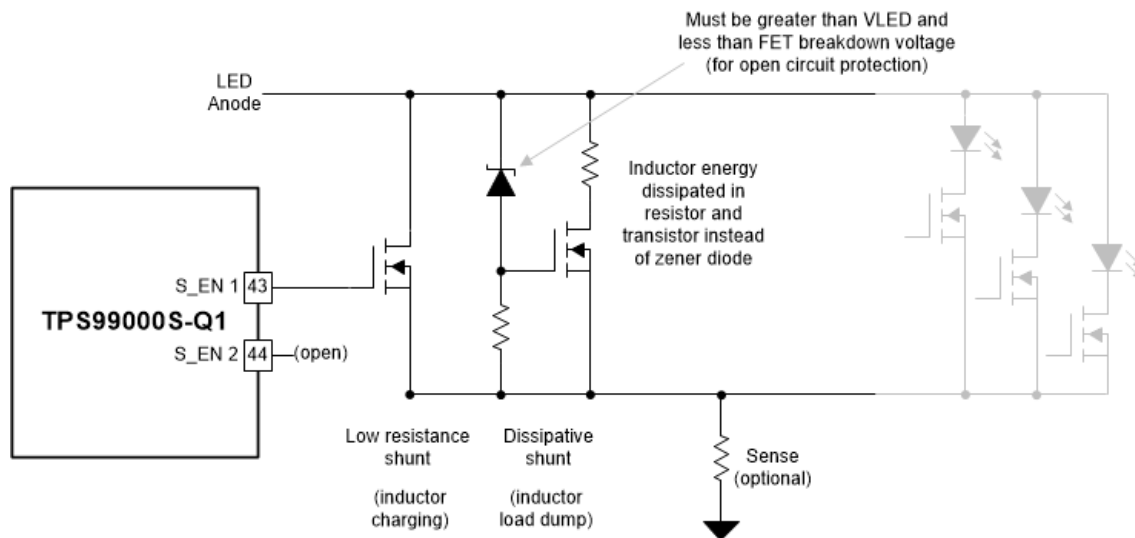 Must be greater than VLED and
less than FET breakdown voltage
(for open circuit protection)
LED
Anode
Inductor energy
dissipated in
resistor and
transistor instead
of zener diode
S_EN 1
43
TPS99000S-Q1
S_EN 2
44
(open)
Low resistance
shunt
(inductor
charging)
Dissipative
shunt
(inductor
load dump)
Sense
(optional)